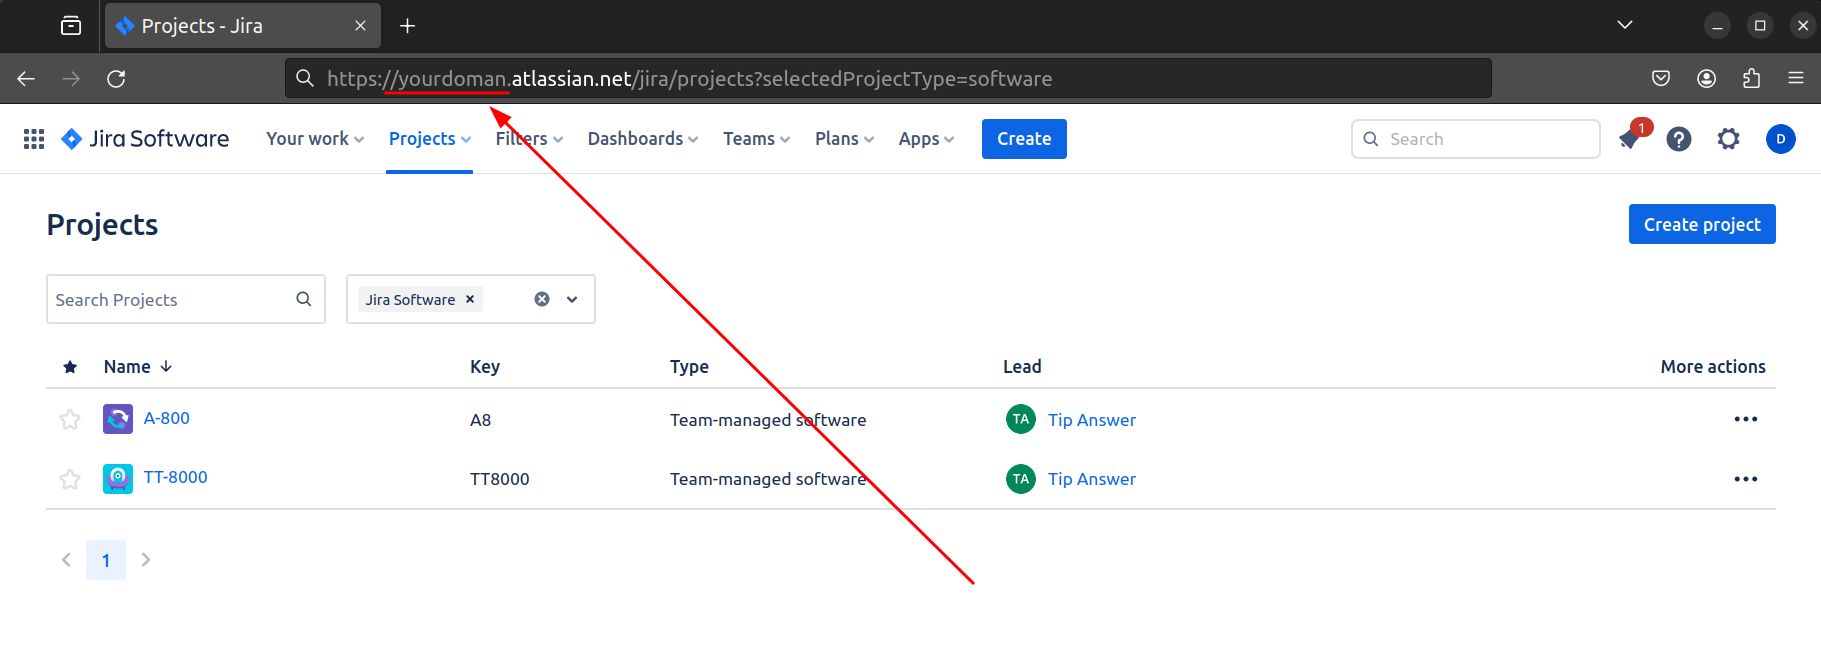 Projects - Jira
https://yourdoman.atlassian.net/jira/projects?selectedProjectType=software
Jira Software Your work Projects Filters Dashboards Teams Plans Apps Create Search 1 ? D
Projects Create project
Search Projects Jira Software
Name Key Type Lead More actions
A-800 A8 Team-managed software TA Tip Answer
TT-8000 TT8000 Team-managed software TA Tip Answer
1